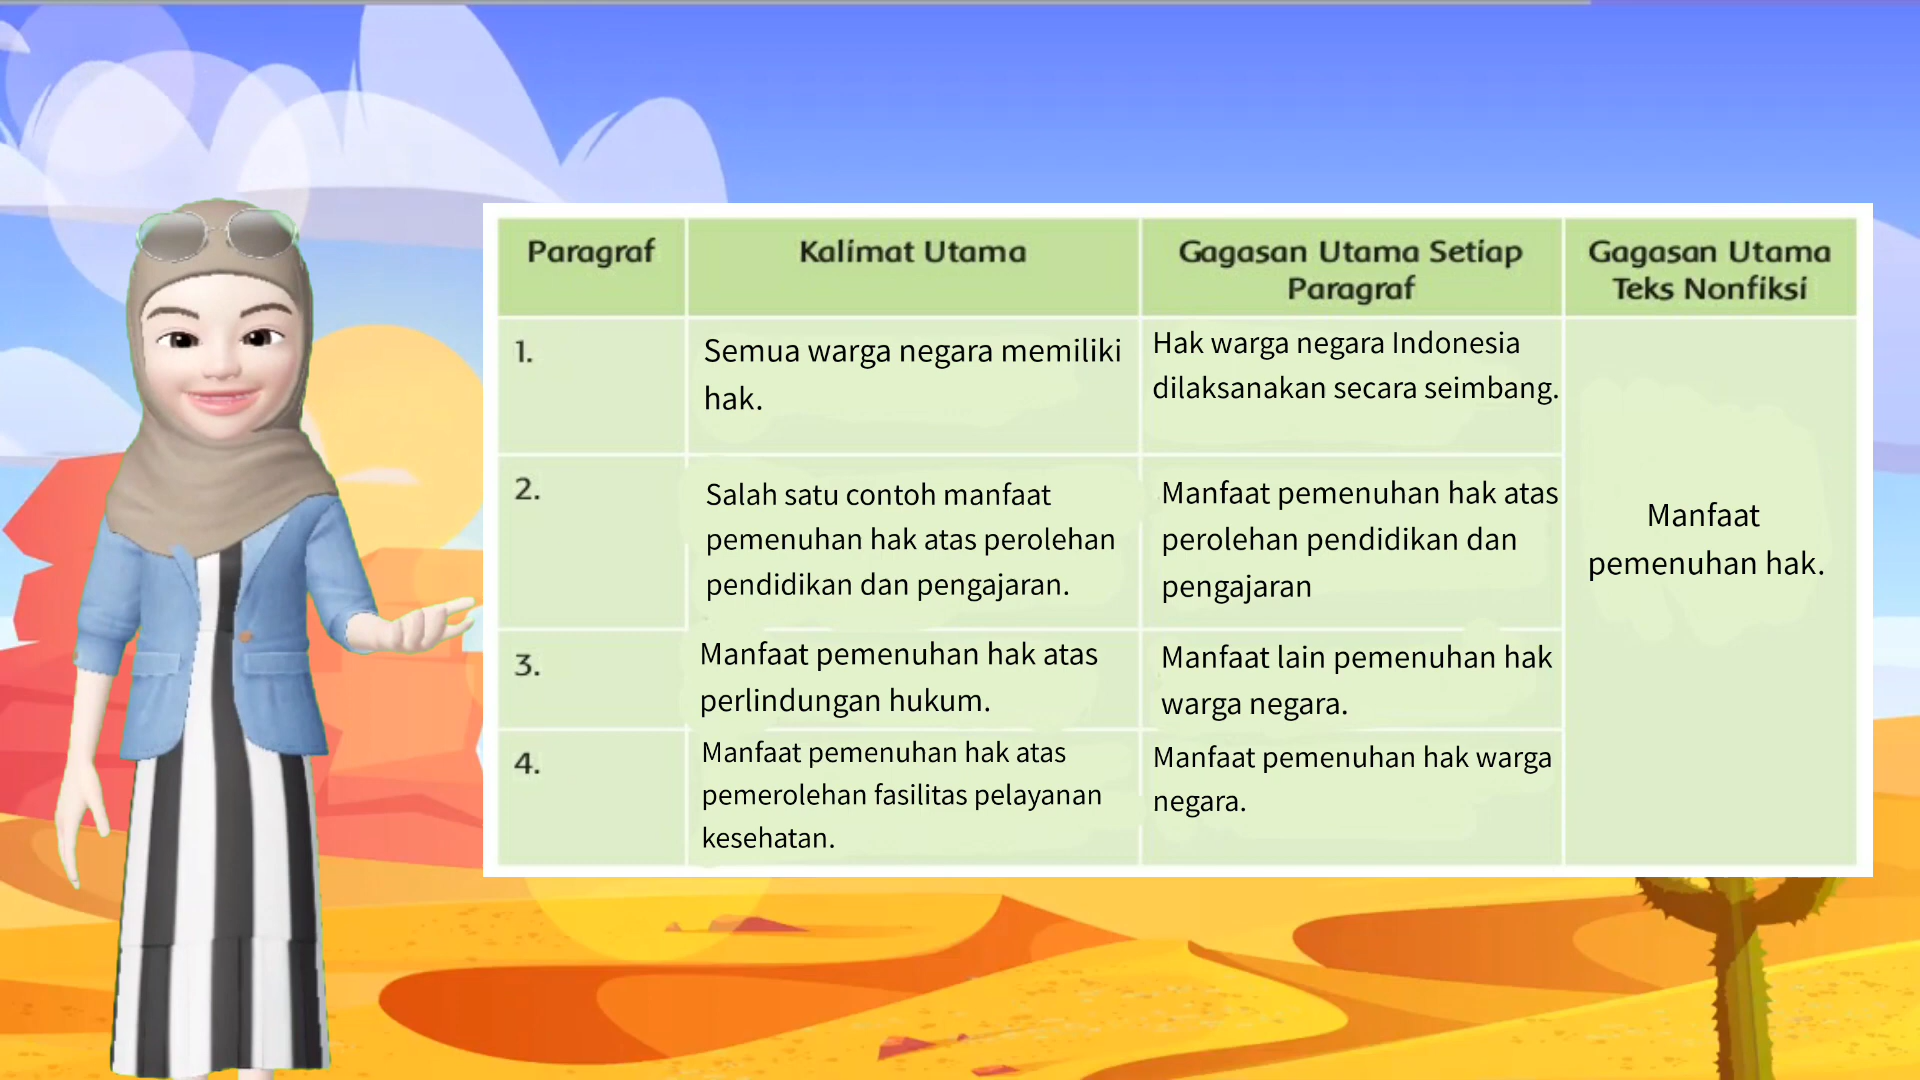 Paragraf
Kalimat Utama
Gagasan Utama Setiap
Paragraf
Gagasan Utama
Teks Nonfiksi
1.
Semua warga negara memiliki
hak.
Hak warga negara Indonesia
dilaksanakan secara seimbang.
2.
Salah satu contoh manfaat
pemenuhan hak atas perolehan
pendidikan dan pengajaran.
Manfaat pemenuhan hak atas
perolehan pendidikan dan
pengajaran
3.
Manfaat pemenuhan hak atas
perlindungan hukum.
Manfaat lain pemenuhan hak
warga negara.
4.
Manfaat pemenuhan hak atas
pemerolehan fasilitas pelayanan
kesehatan.
Manfaat pemenuhan hak warga
negara.
Manfaat
pemenuhan hak.